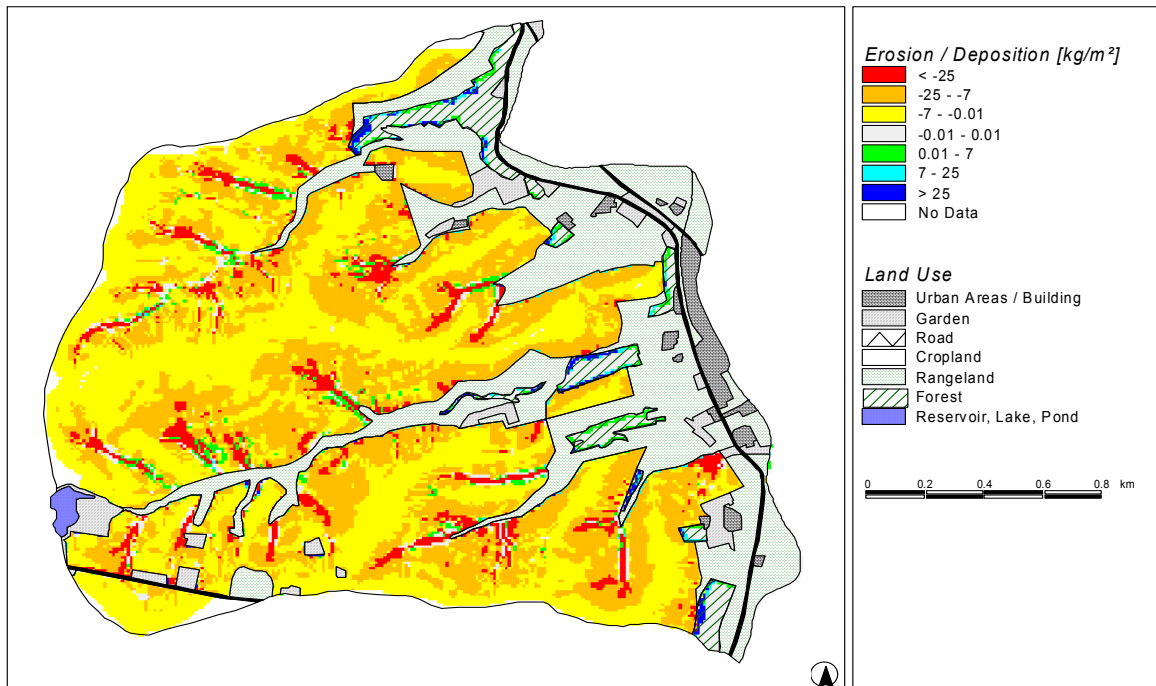 Erosion / Deposition [kg/m²]
< -25
-25 - -7
-7 - -0.01
-0.01 - 0.01
0.01 - 7
7 - 25
> 25
No Data
Land Use
Urban Areas / Building
Garden
Road
Cropland
Rangeland
Forest
Reservoir, Lake, Pond
0 0.2 0.4 0.6 0.8 km